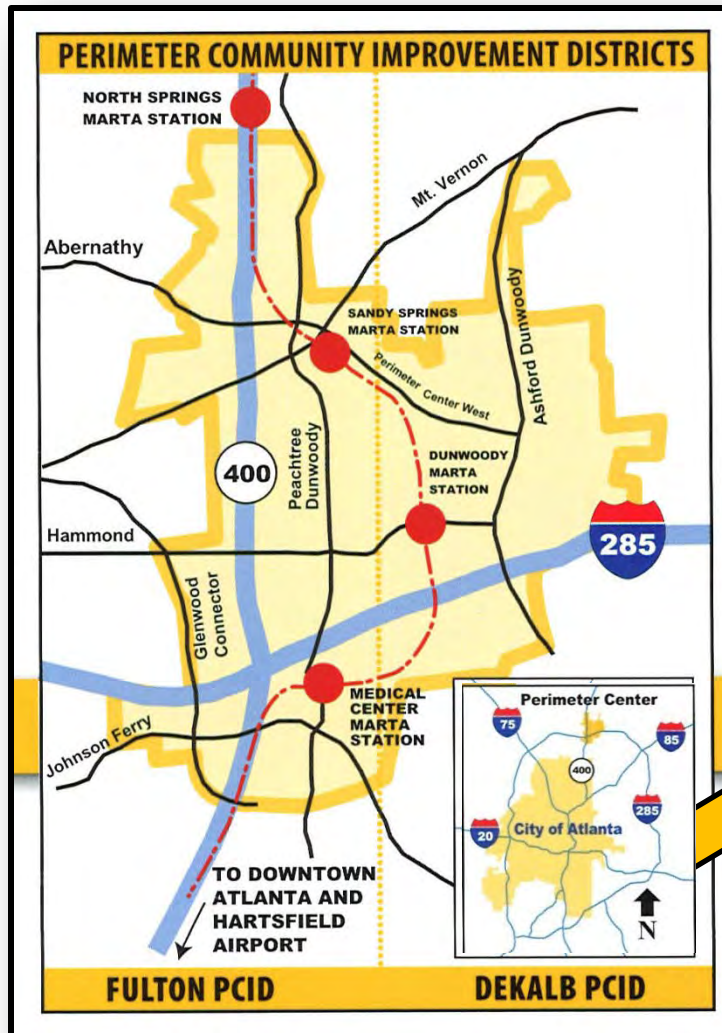 PERIMETER COMMUNITY IMPROVEMENT DISTRICTS
NORTH SPRINGS
MARTA STATION
Mt. Vernon
Abernathy
SANDY SPRINGS
MARTA STATION
Perimeter Center West
Ashford Dunwoody
400
Peachtree
Dunwoody
DUNWOODY
MARTA
STATION
Hammond
285
Glenwood
Connector
MEDICAL
CENTER
MARTA
STATION
Johnson Ferry
Perimeter Center
75
85
400
285
20
City of Atlanta
N
TO DOWNTOWN
ATLANTA AND
HARTSFIELD
AIRPORT
FULTON PCID
DEKALB PCID